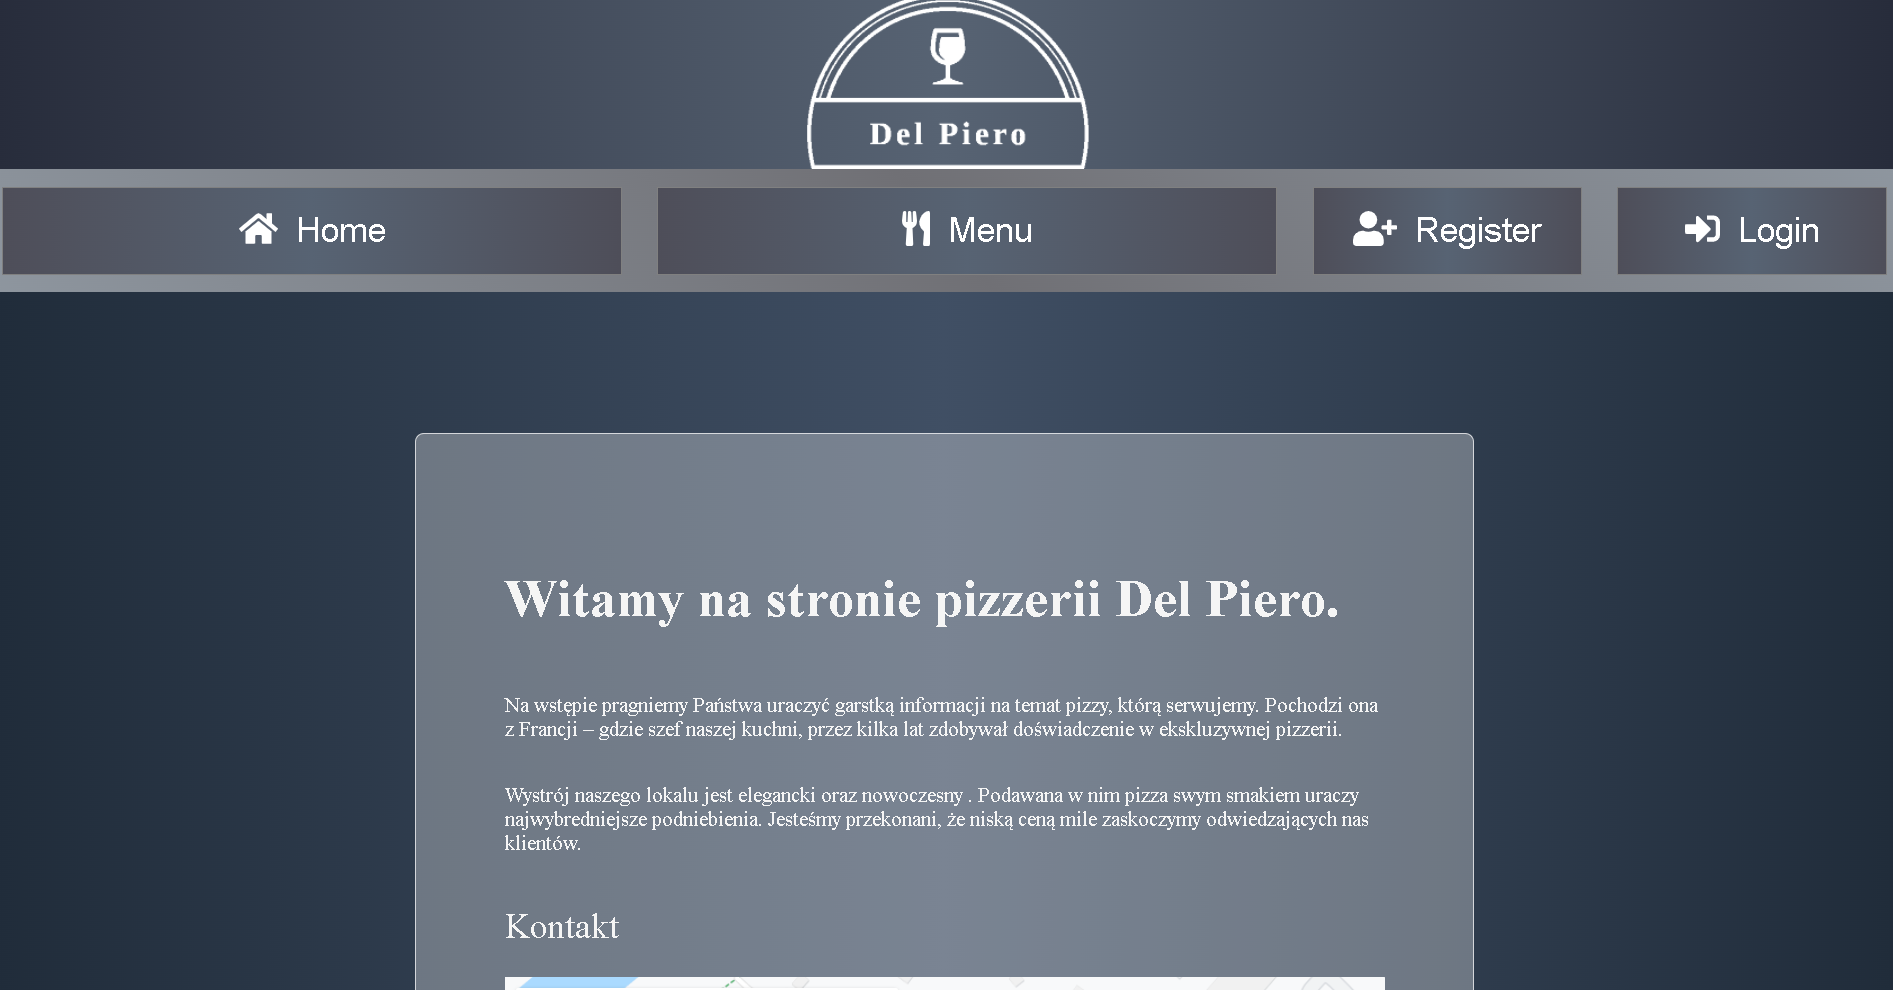 Del Piero
Home
Menu
Register
Login
Witamy na stronie pizzerii Del Piero.
Na wstępie pragniemy Państwa uraczyć garstką informacji na temat pizzy, którą serwujemy. Pochodzi ona
z Francji – gdzie szef naszej kuchni, przez kilka lat zdobywał doświadczenie w ekskluzywnej pizzerii.
Wystrój naszego lokalu jest elegancki oraz nowoczesny . Podawana w nim pizza swym smakiem uraczy
najwybredniejsze podniebienia. Jesteśmy przekonani, że niską ceną mile zaskoczymy odwiedzających nas
klientów.
Kontakt